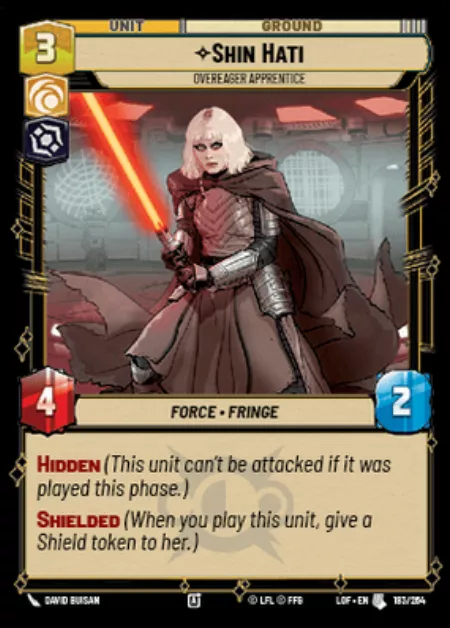 UNIT GROUND
3
SHIN HATI
OVEREAGER APPRENTICE
4
FORCE • FRINGE
2
HIDDEN (This unit can't be attacked if it was
played this phase.)
SHIELDED (When you play this unit, give a
Shield token to her.)
DAVID BUISAN A © LFL © FFG LOF • EN 183/264